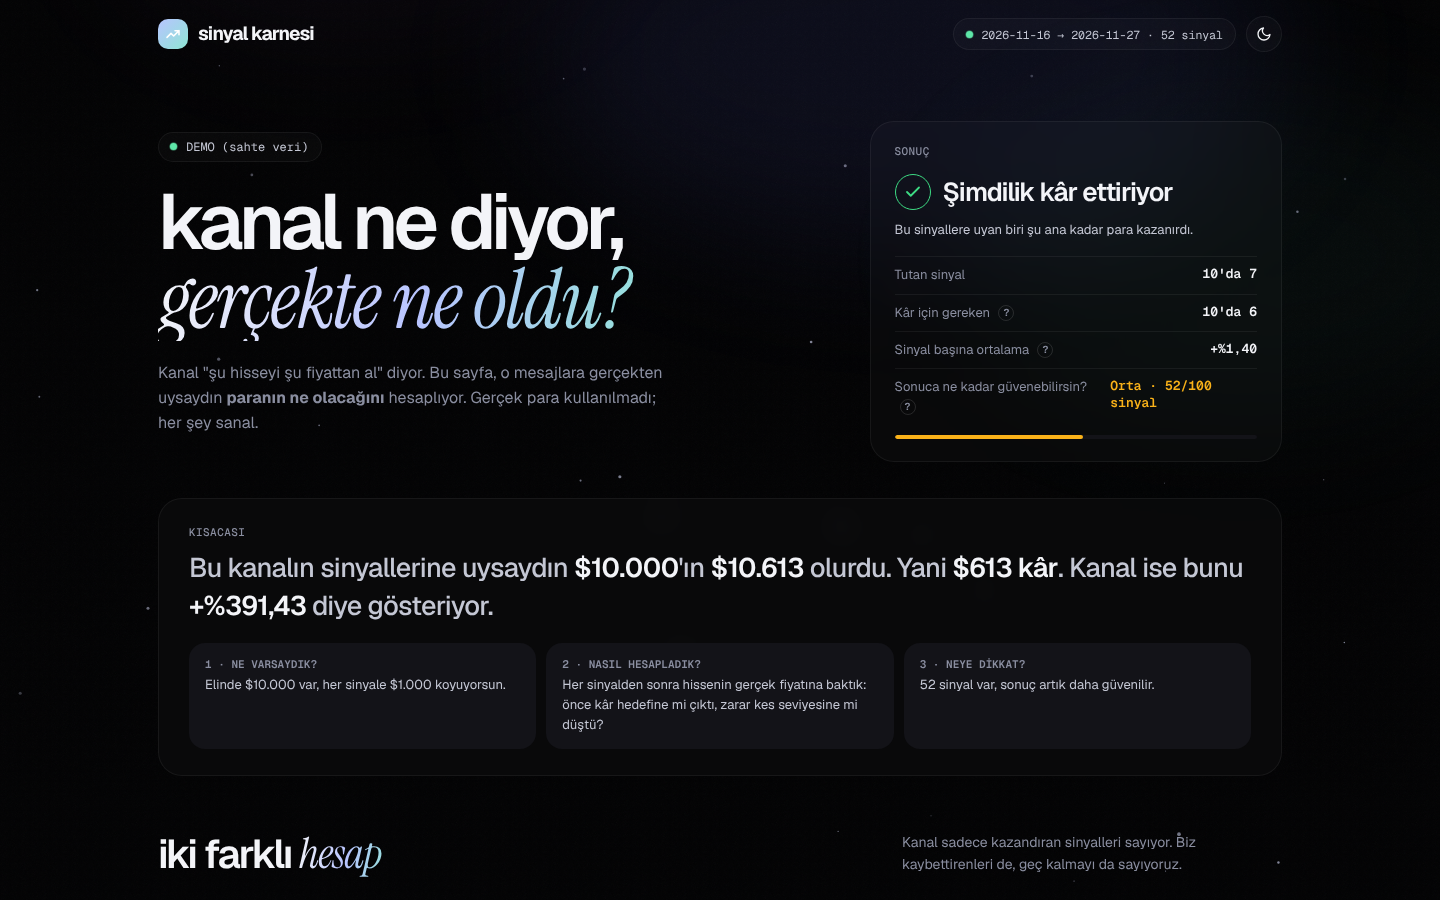 sinyal karnesi
2026-11-16 → 2026-11-27 · 52 sinyal
DEMO (sahte veri)
kanal ne diyor,
gerçekte ne oldu?
Kanal "şu hisseyi şu fiyattan al" diyor. Bu sayfa, o mesajlara gerçekten
uysaydın paranın ne olacağını hesaplıyor. Gerçek para kullanılmadı;
her şey sanal.
SONUÇ
Şimdilik kâr ettiriyor
Bu sinyallere uyan biri şu ana kadar para kazanırdı.
Tutan sinyal 10'da 7
Kâr için gereken ? 10'da 6
Sinyal başına ortalama ? +%1,40
Sonuca ne kadar güvenebilirsin? Orta · 52/100
? sinyal
KISACASI
Bu kanalın sinyallerine uysaydın $10.000'ın $10.613 olurdu. Yani $613 kâr. Kanal ise bunu
+%391,43 diye gösteriyor.
1 · NE VARSAYDIK?
Elinde $10.000 var, her sinyale $1.000 koyuyorsun.
2 · NASIL HESAPLADIK?
Her sinyalden sonra hissenin gerçek fiyatına baktık:
önce kâr hedefine mi çıktı, zarar kes seviyesine mi
düştü?
3 · NEYE DİKKAT?
52 sinyal var, sonuç artık daha güvenilir.
iki farklı hesap
Kanal sadece kazandıran sinyalleri sayıyor. Biz
kaybettirenleri de, geç kalmayı da sayıyoruz.